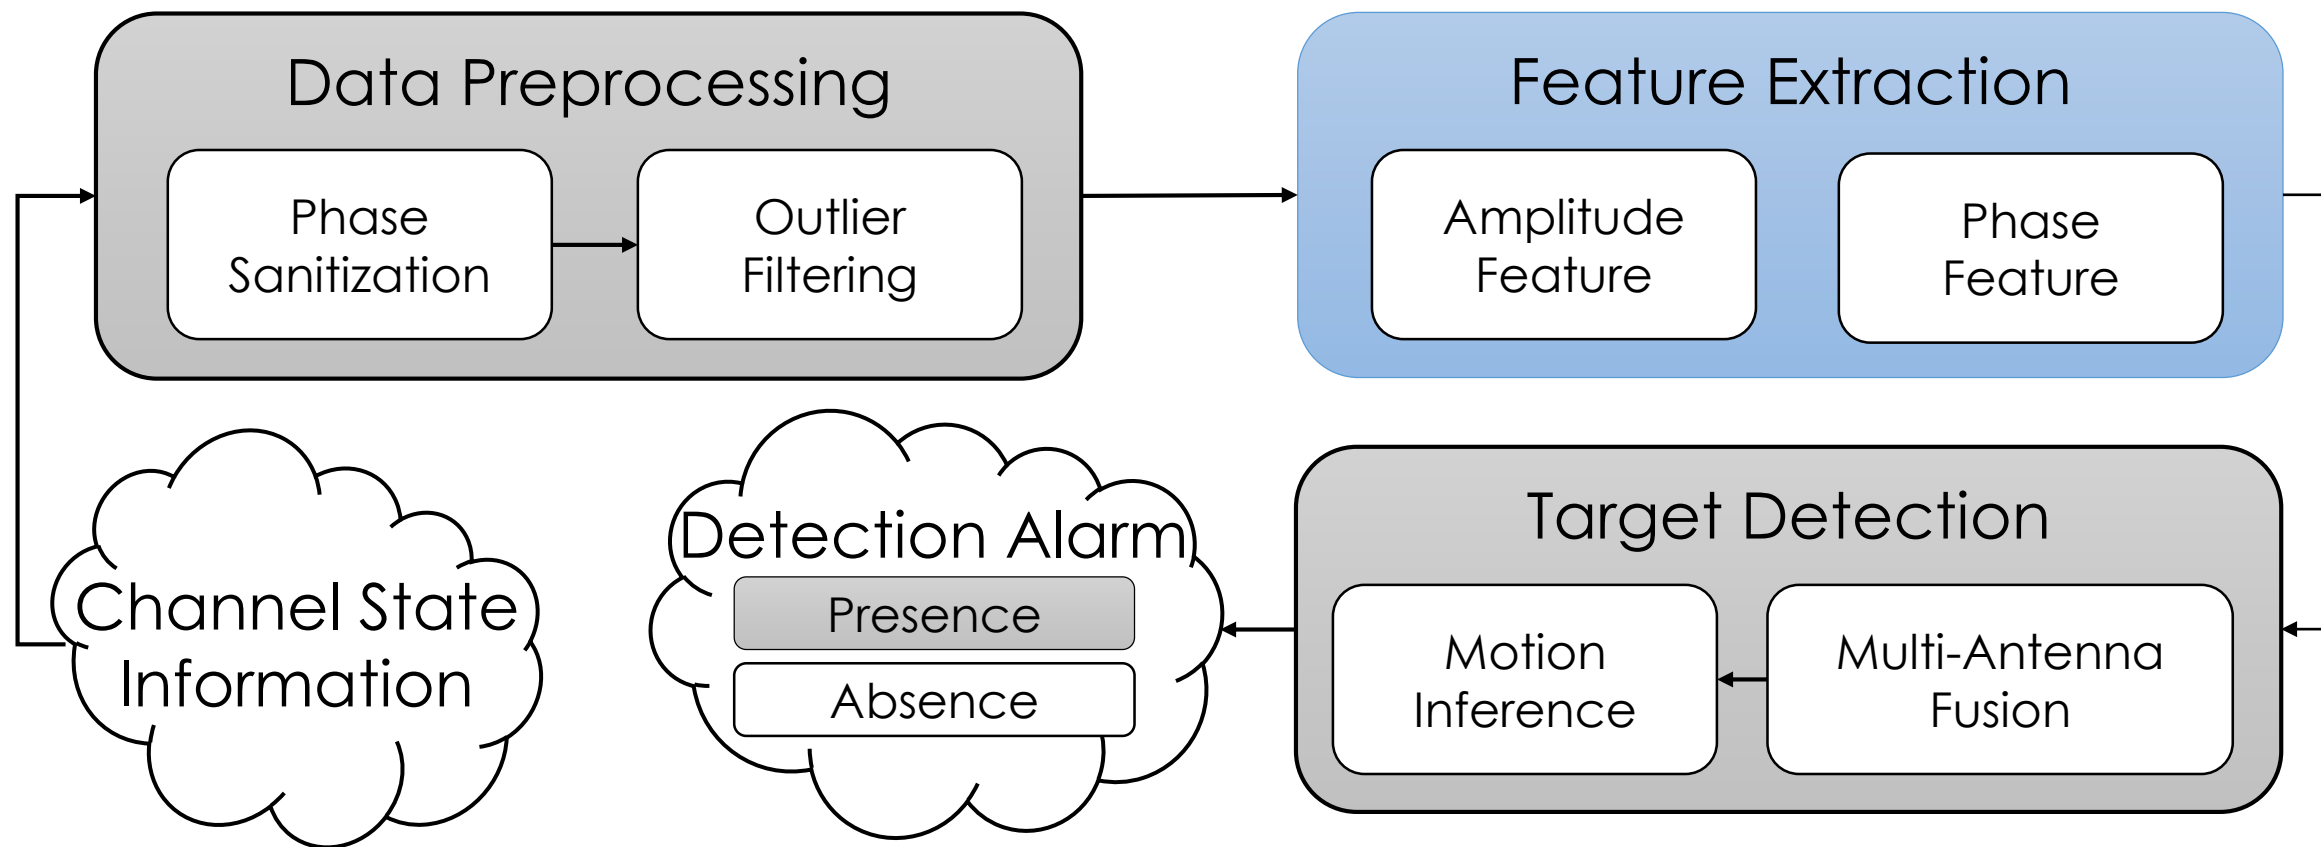 Data Preprocessing
Phase
Sanitization
Outlier
Filtering
Feature Extraction
Amplitude
Feature
Phase
Feature
Channel State
Information
Detection Alarm
Presence
Absence
Target Detection
Motion
Inference
Multi-Antenna
Fusion